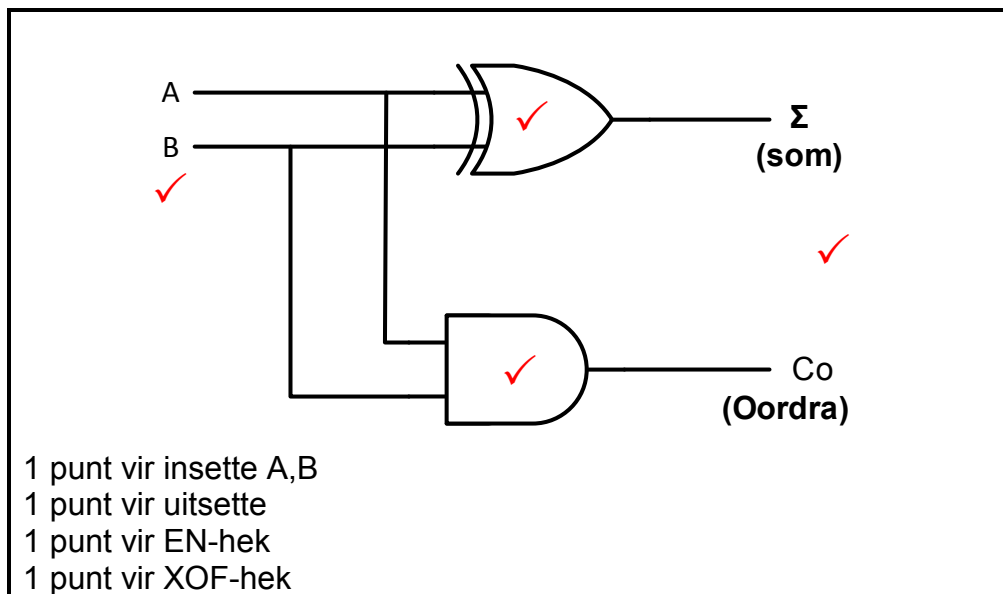 A
B
Σ
(som)
Co
(Oordra)
1 punt vir insette A,B
1 punt vir uitsette
1 punt vir EN-hek
1 punt vir XOF-hek